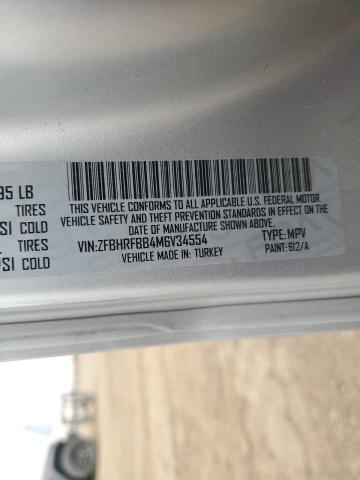 95 LB
THIS VEHICLE CONFORMS TO ALL APPLICABLE U.S. FEDERAL MOTOR
TIRES
VEHICLE SAFETY AND THEFT PREVENTION STANDARDS IN EFFECT ON THE
SI COLD
DATE OF MANUFACTURE SHOWN ABOVE.
TIRES
VIN:ZFBHRFBB4M6V34554 TYPE: MPV
PSI COLD
VEHICLE MADE IN: TURKEY PAINT: 612/A